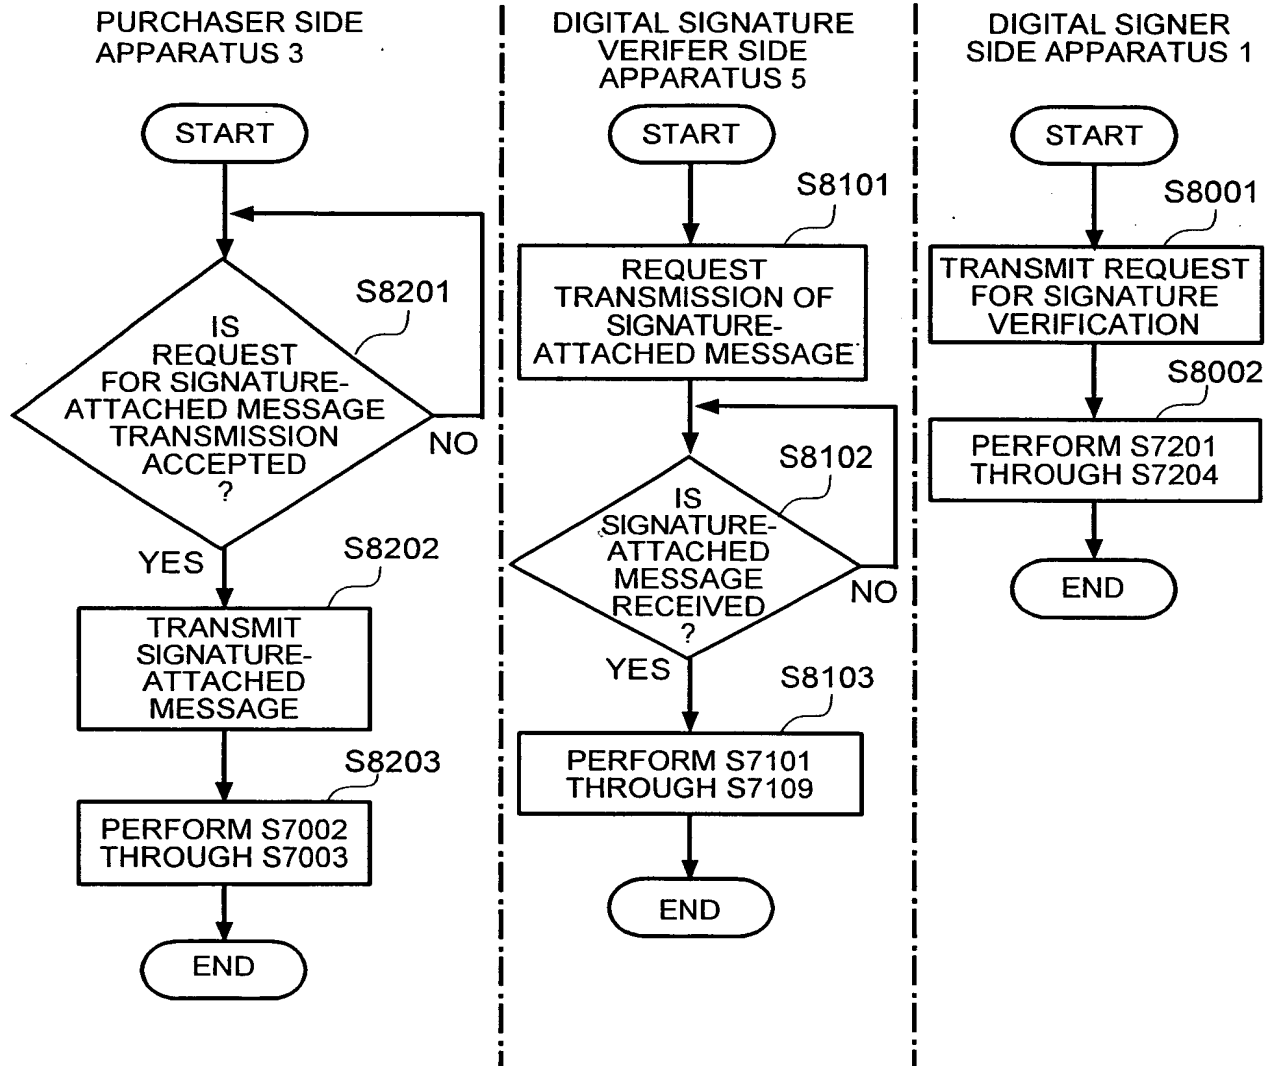 PURCHASER SIDE
APPARATUS 3
START
S8201
IS
REQUEST
FOR SIGNATURE-
ATTACHED MESSAGE
TRANSMISSION
ACCEPTED
?
NO
YES
S8202
TRANSMIT
SIGNATURE-
ATTACHED
MESSAGE
S8203
PERFORM S7002
THROUGH S7003
END
DIGITAL SIGNATURE
VERIFER SIDE
APPARATUS 5
START
S8101
REQUEST
TRANSMISSION OF
SIGNATURE-
ATTACHED MESSAGE
S8102
IS
SIGNATURE-
ATTACHED
MESSAGE
RECEIVED
?
NO
YES
S8103
PERFORM S7101
THROUGH S7109
END
DIGITAL SIGNER
SIDE APPARATUS 1
START
S8001
TRANSMIT REQUEST
FOR SIGNATURE
VERIFICATION
S8002
PERFORM S7201
THROUGH S7204
END